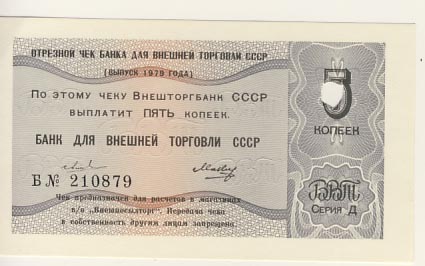 ОТРЕЗНОЙ ЧЕК БАНКА ДЛЯ ВНЕШНЕЙ ТОРГОВЛИ СССР
(ВЫПУСК 1979 ГОДА)
ПО ЭТОМУ ЧЕКУ ВНЕШТОРГБАНК СССР
ВЫПЛАТИТ ПЯТЬ КОПЕЕК.
БАНК ДЛЯ ВНЕШНЕЙ ТОРГОВЛИ СССР
Б № 210879
Чек предназначен для расчетов в магазинах
в/о „Внешпосылторг". Передача чека
в собственность другим лицам запрещена.
5
КОПЕЕК
ВВТ
СЕРИЯ Д